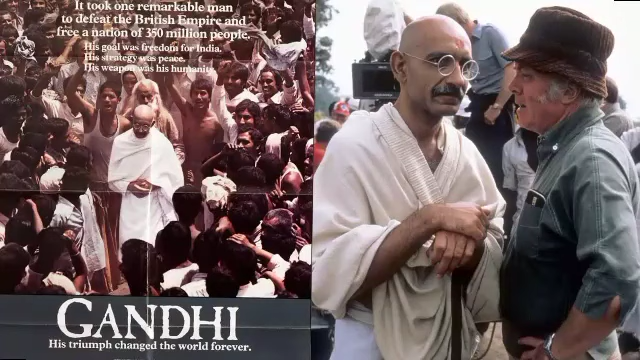 It took one remarkable man
to defeat the British Empire and
free a nation of 350 million people.
His goal was freedom for India.
His strategy was peace.
His weapon was his humanity.
GANDHI
His triumph changed the world forever.